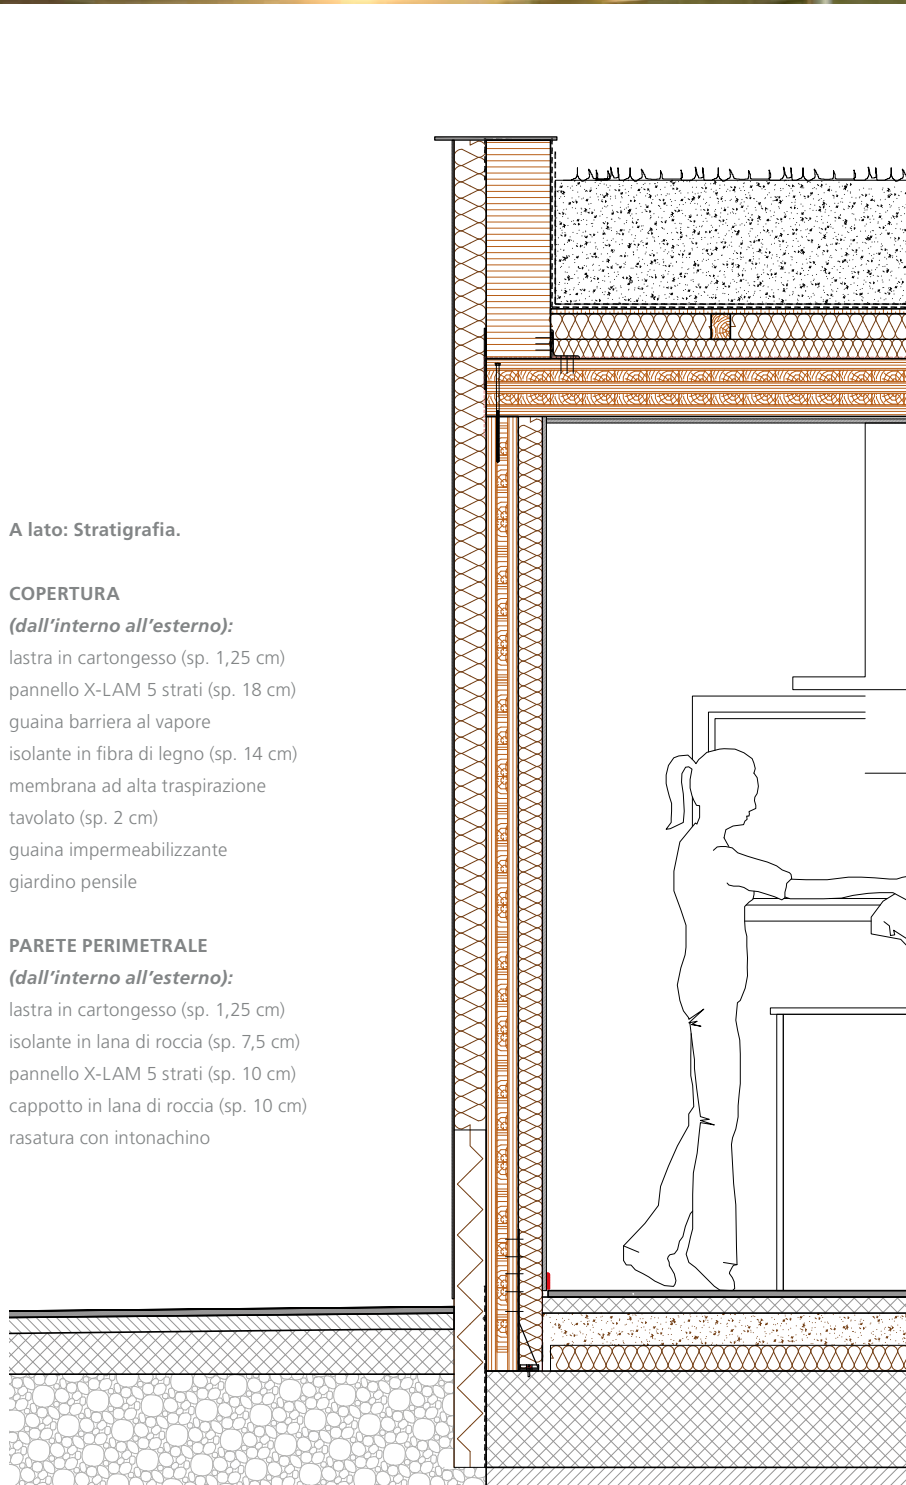 A lato: Stratigrafia.
COPERTURA
(dall’interno all’esterno):
lastra in cartongesso (sp. 1,25 cm)
pannello X-LAM 5 strati (sp. 18 cm)
guaina barriera al vapore
isolante in fibra di legno (sp. 14 cm)
membrana ad alta traspirazione
tavolato (sp. 2 cm)
guaina impermeabilizzante
giardino pensile
PARETE PERIMETRALE
(dall’interno all’esterno):
lastra in cartongesso (sp. 1,25 cm)
isolante in lana di roccia (sp. 7,5 cm)
pannello X-LAM 5 strati (sp. 10 cm)
cappotto in lana di roccia (sp. 10 cm)
rasatura con intonachino